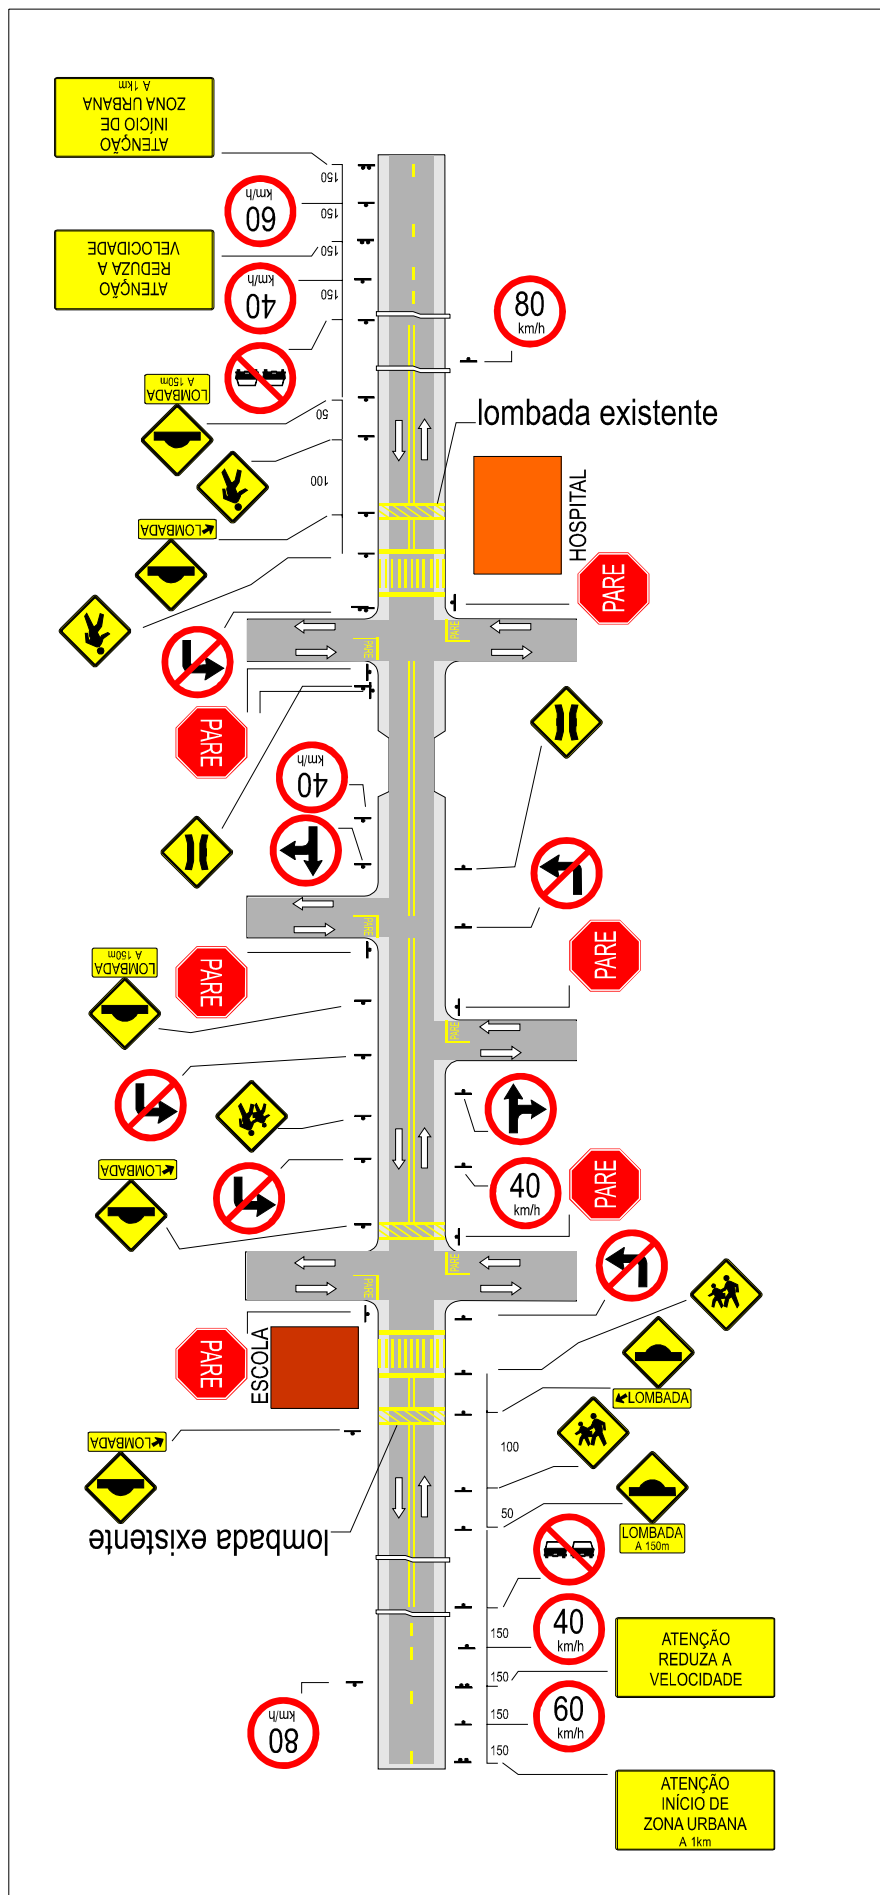 ATENÇÃO
INÍCIO DE
ZONA URBANA
A 1km
150
60
km/h
150
ATENÇÃO
REDUZA A
VELOCIDADE
150
40
km/h
150
80
km/h
LOMBADA
A 150m
50
lombada existente
100
HOSPITAL
LOMBADA
PARE
PARE
PARE
PARE
40
km/h
PARE
PARE
PARE
LOMBADA
A 150m
PARE
LOMBADA
40
km/h
PARE
PARE
PARE
PARE
ESCOLA
LOMBADA
LOMBADA
100
lombada existente
50
LOMBADA
A 150m
40
km/h
150
ATENÇÃO
REDUZA A
VELOCIDADE
150
80
km/h
60
km/h
150
150
ATENÇÃO
INÍCIO DE
ZONA URBANA
A 1km